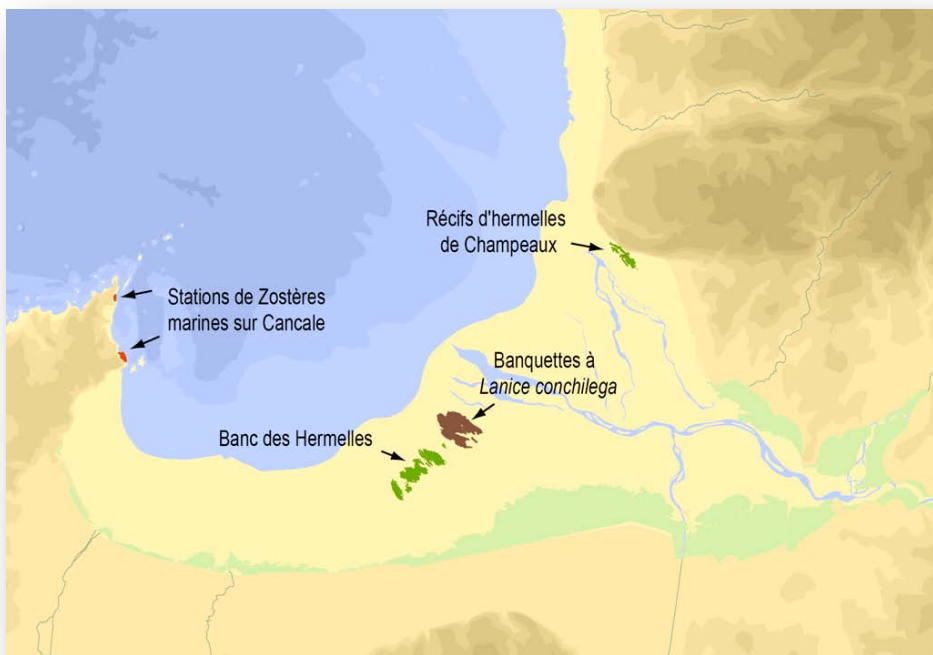 Récifs d'hermelles
de Champeaux
Stations de Zostères
marines sur Cancale
Banquettes à
Lanice conchilega
Banc des Hermelles